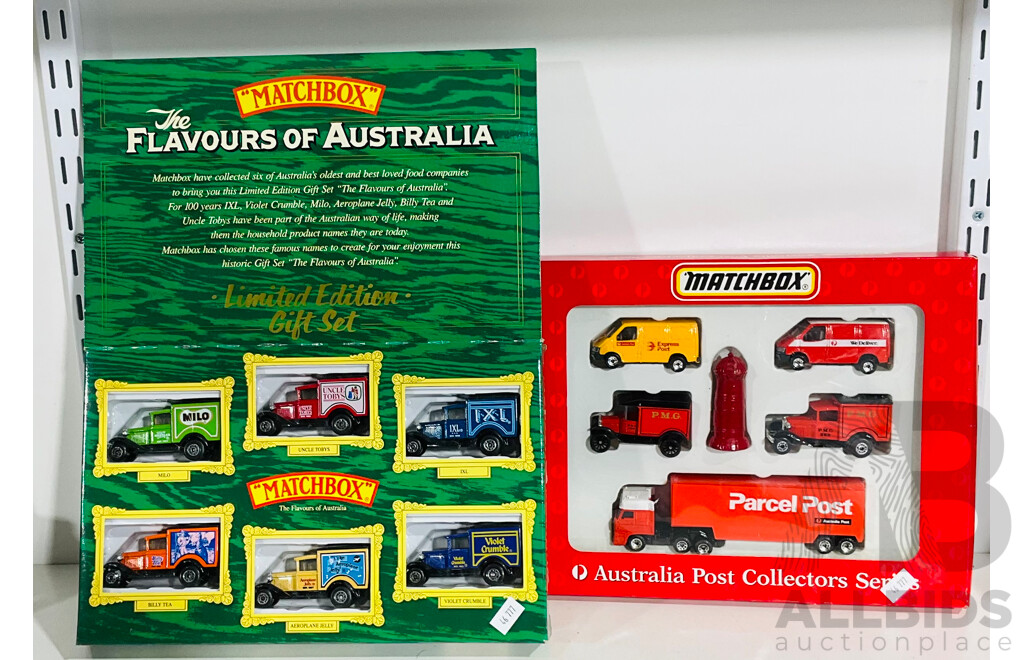 "MATCHBOX"
The
FLAVOURS OF AUSTRALIA
Matchbox have collected six of Australia's oldest and best loved food companies
to bring you this Limited Edition Gift Set "The Flavours of Australia".
For 100 years IXL, Violet Crumble, Milo, Aeroplane Jelly, Billy Tea and
Uncle Tobys have been part of the Australian way of life, making
them the household product names they are today.
Matchbox has chosen these famous names to create for your enjoyment this
historic Gift Set "The Flavours of Australia".
Limited Edition
Gift Set
MILO
MILO
UNCLE
TOBYS
UNCLE TOBYS
IXL
IXL
IXL
"MATCHBOX"
The Flavours of Australia
BILLY TEA
AEROPLANE JELLY
Violet
Crumble
VIOLET CRUMBLE
"MATCHBOX"
Express
Post
We Deliver
P.M.G.
Parcel Post
Australia Post
Australia Post Collectors Series
ALLBIDS
auctionplace